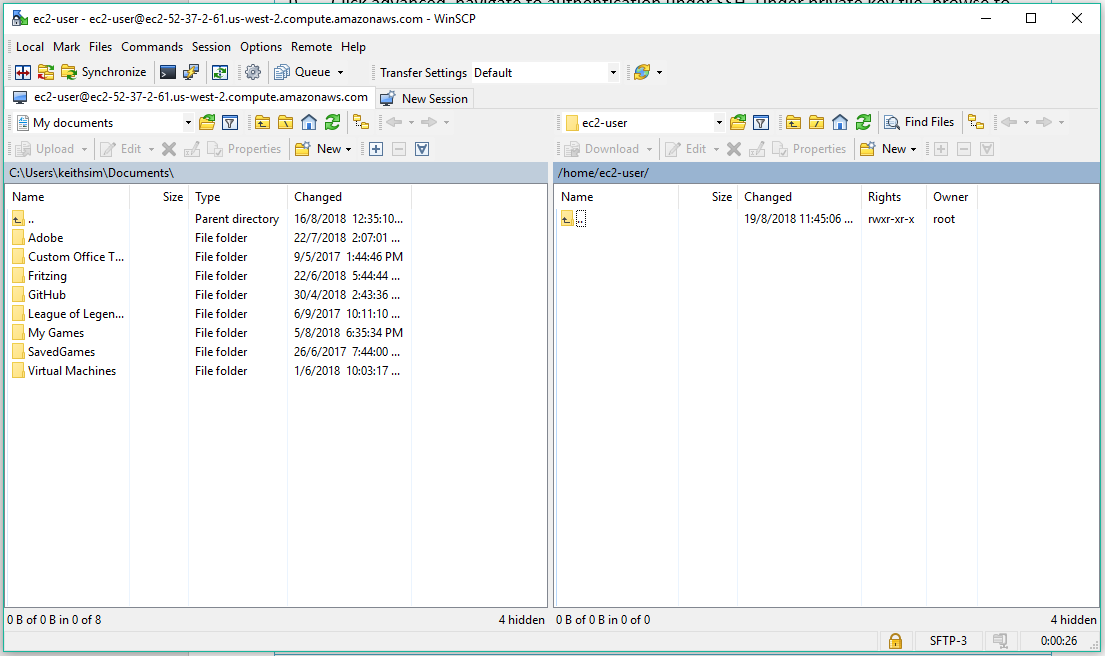 ec2-user - ec2-user@ec2-52-37-2-61.us-west-2.compute.amazonaws.com - WinSCP
Local Mark Files Commands Session Options Remote Help
Synchronize Queue Transfer Settings Default
ec2-user@ec2-52-37-2-61.us-west-2.compute.amazonaws.com New Session
My documents ec2-user Find Files
Upload Edit Properties New Download Edit Properties New
C:\Users\keithsim\Documents\ /home/ec2-user/
Name Size Type Changed Name Size Changed Rights Owner
.. Parent directory 16/8/2018 12:35:10... .. 19/8/2018 11:45:06 ... rwxr-xr-x root
Adobe File folder 22/7/2018 2:07:01 ...
Custom Office T... File folder 9/5/2017 1:44:46 PM
Fritzing File folder 22/6/2018 5:44:44 ...
GitHub File folder 30/4/2018 2:43:36 ...
League of Legen... File folder 6/9/2017 10:11:10 ...
My Games File folder 5/8/2018 6:35:34 PM
SavedGames File folder 26/6/2017 7:44:00 ...
Virtual Machines File folder 1/6/2018 10:03:17 ...
0 B of 0 B in 0 of 8 4 hidden 0 B of 0 B in 0 of 0 4 hidden
SFTP-3 0:00:26